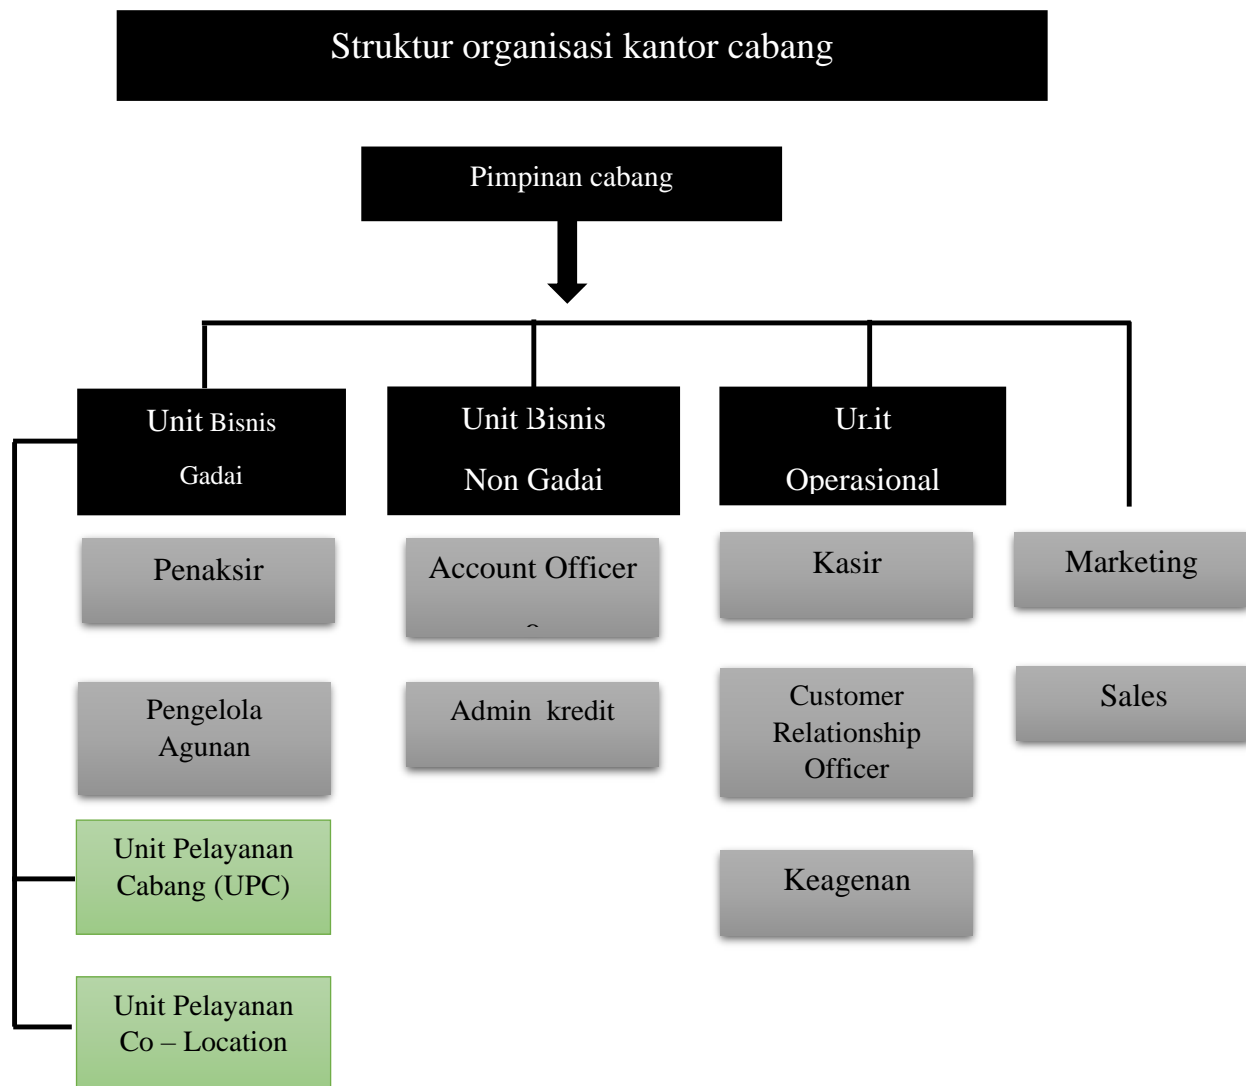 Struktur organisasi kantor cabang
Pimpinan cabang
Unit Bisnis
Gadai
Unit Bisnis
Non Gadai
Unit
Operasional
Penaksir
Account Officer
Kasir
Marketing
Pengelola
Agunan
Admin kredit
Customer
Relationship
Officer
Sales
Unit Pelayanan
Cabang (UPC)
Keagenan
Unit Pelayanan
Co – Location